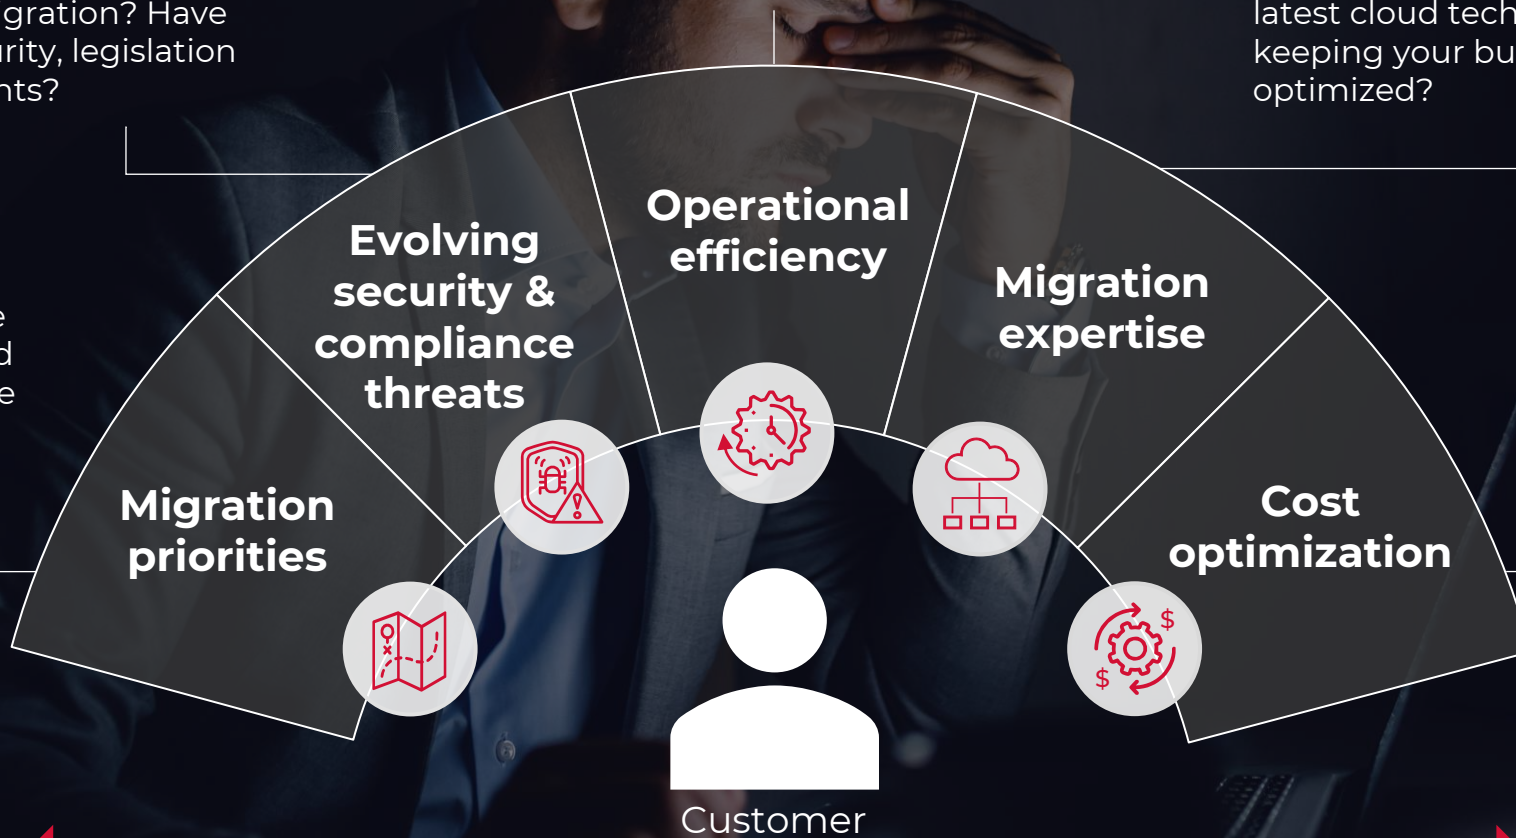 gration? Have
rity, legislation
nts?
latest cloud tech
keeping your bu
optimized?
e
d
e
Operational
efficiency
Evolving
security &
compliance
threats
Migration
expertise
Migration
priorities
Cost
optimization
$
$
Customer